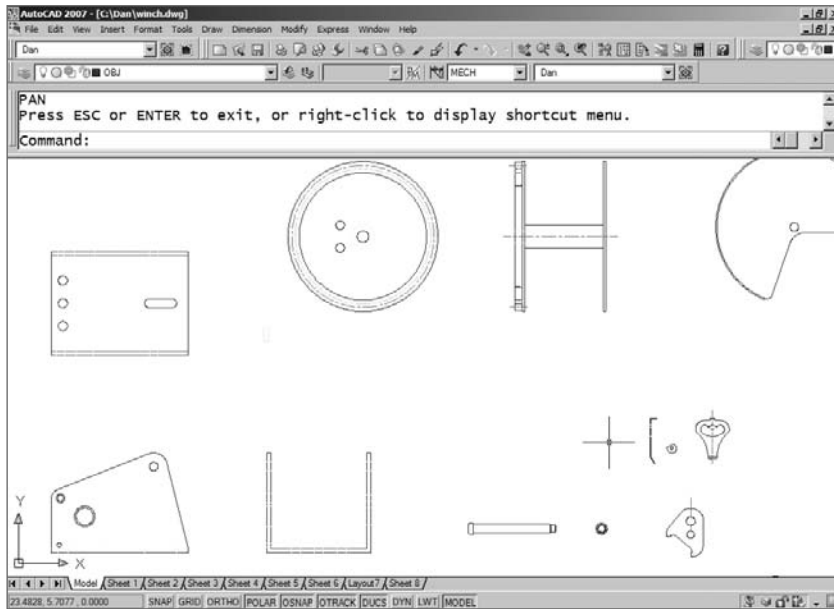 AutoCAD 2007 - [C:\Dan\winch.dwg]
File Edit View Insert Format Tools Draw Dimension Modify Express Window Help
Dan
OBJ MECH Dan
PAN
Press ESC or ENTER to exit, or right-click to display shortcut menu.
Command:
Y
X
Model Sheet 1 Sheet 2 Sheet 3 Sheet 4 Sheet 5 Sheet 6 Layout7 Sheet 8
23.4828, 5.7077, 0.0000 SNAP GRID ORTHO POLAR OSNAP OTRACK DUCS DYN LWT MODEL